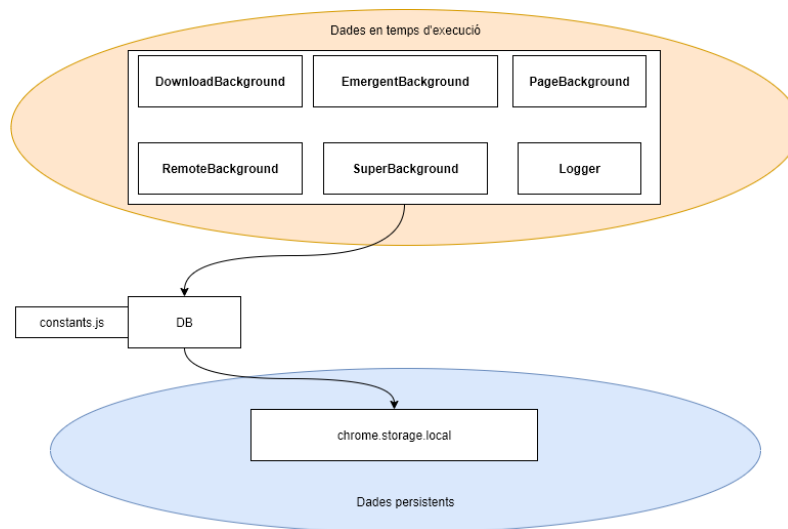 Dades en temps d'execució
DownloadBackground
EmergentBackground
PageBackground
RemoteBackground
SuperBackground
Logger
constants.js
DB
chrome.storage.local
Dades persistents